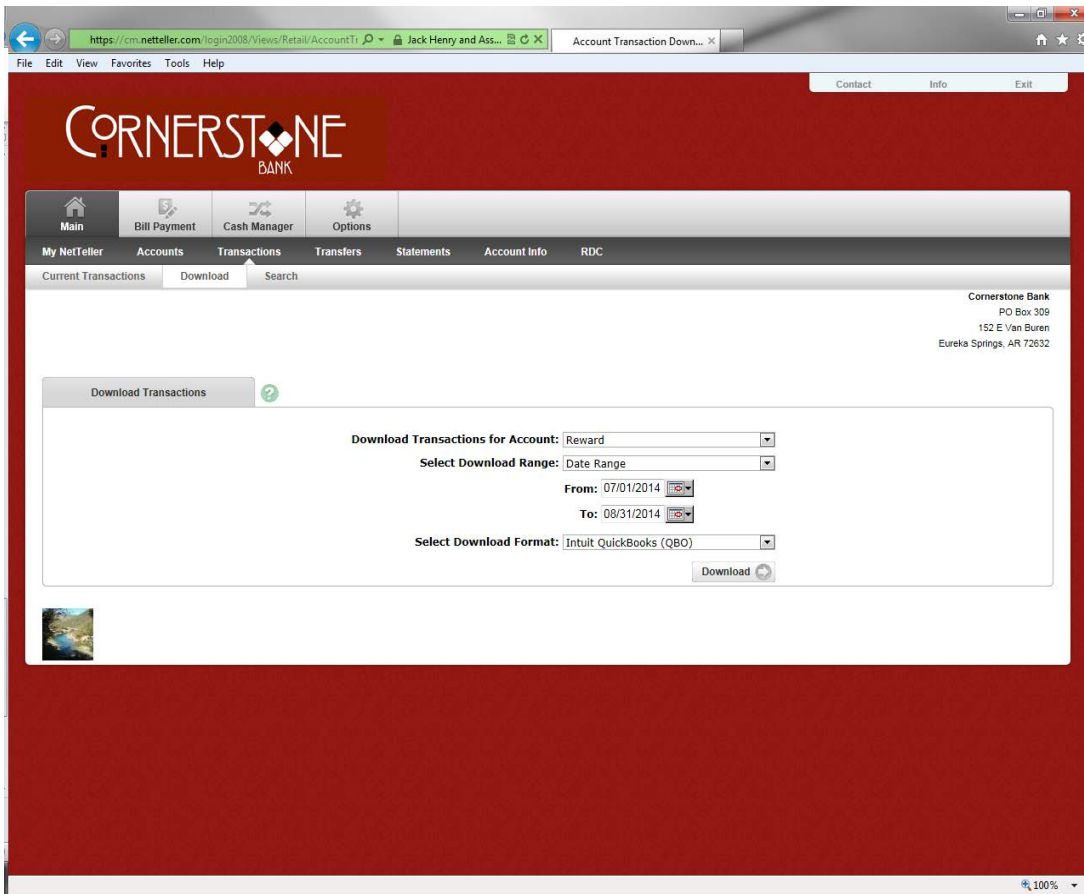 https://cm.netteller.com/login2008/Views/Retail/AccountTr
Jack Henry and Ass...
Account Transaction Down...
File Edit View Favorites Tools Help
Contact Info Exit
CORNERSTONE
BANK
Main Bill Payment Cash Manager Options
My NetTeller Accounts Transactions Transfers Statements Account Info RDC
Current Transactions Download Search
Cornerstone Bank
PO Box 309
152 E Van Buren
Eureka Springs, AR 72632
Download Transactions ?
Download Transactions for Account: Reward
Select Download Range: Date Range
From: 07/01/2014
To: 08/31/2014
Select Download Format: Intuit QuickBooks (QBO)
Download
100%